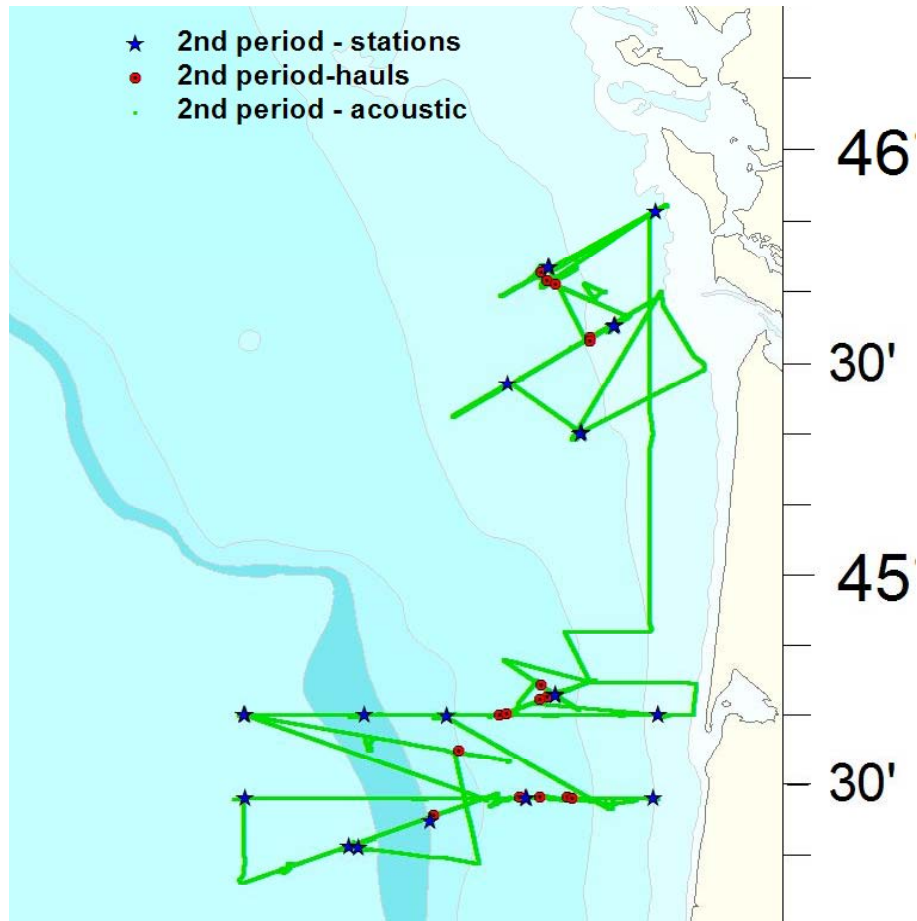 2nd period - stations
2nd period-hauls
2nd period - acoustic
46°
30'
45°
30'